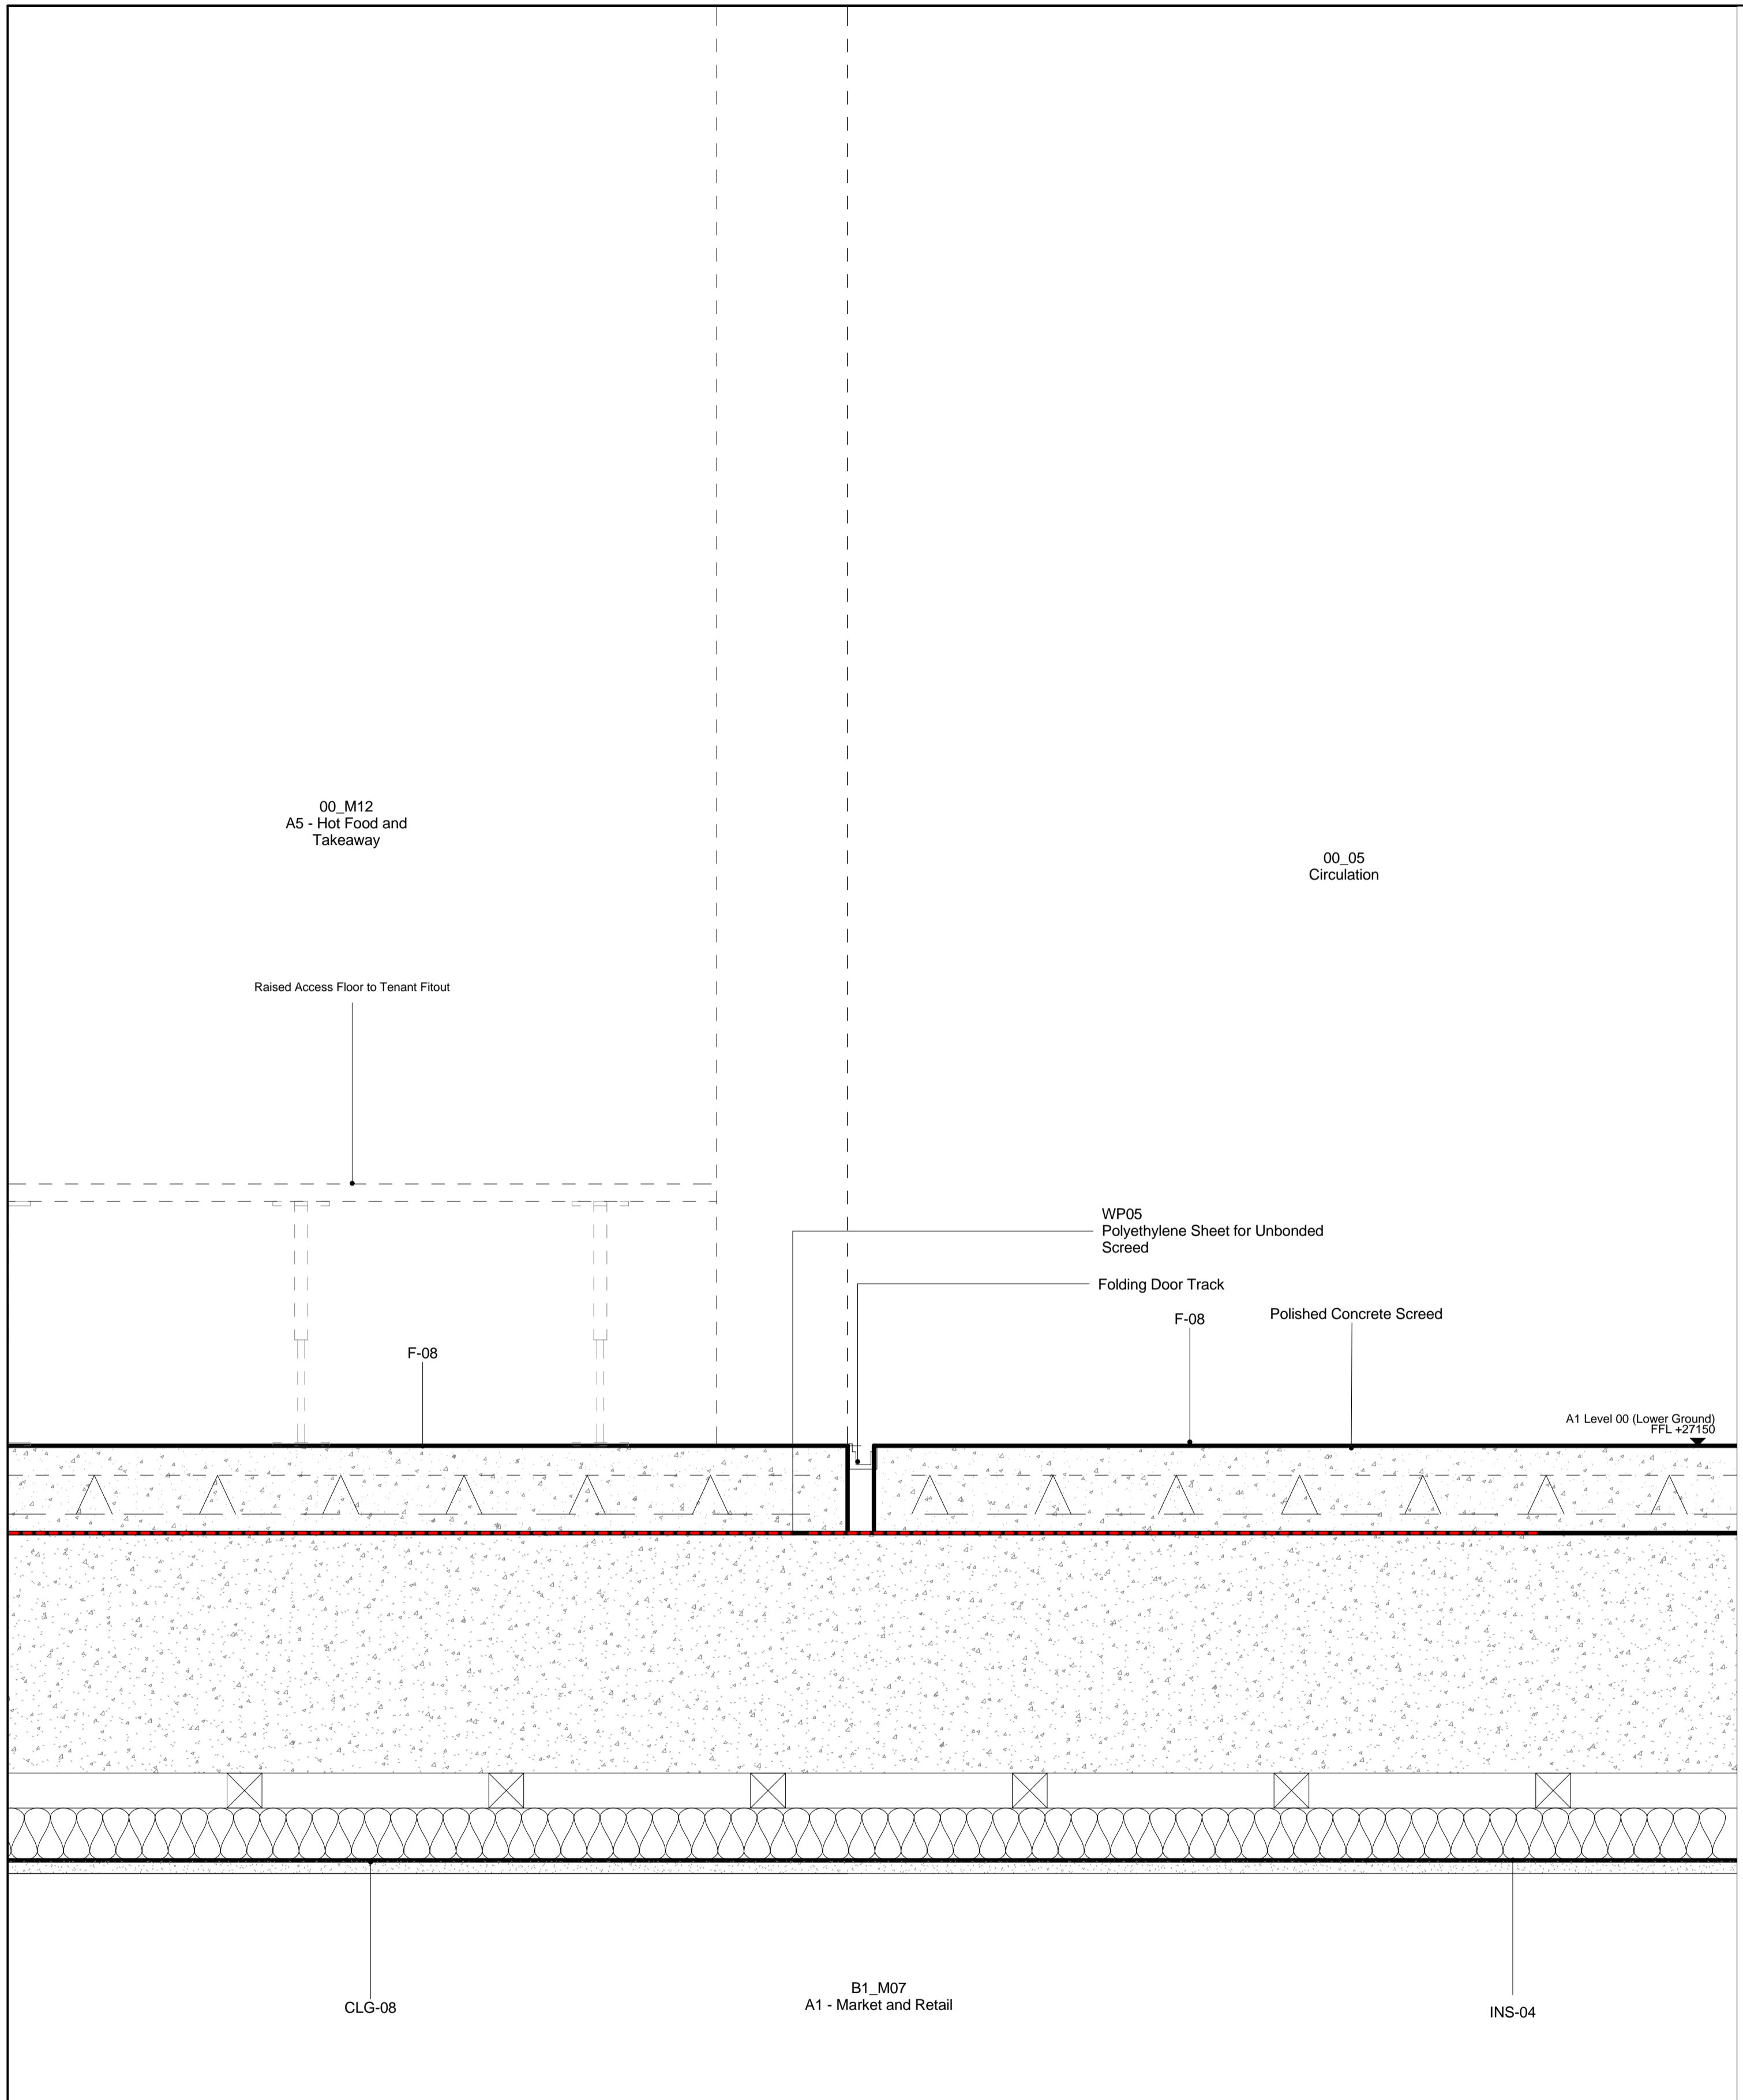 00_M12
A5 - Hot Food and
Takeaway
00_05
Circulation
Raised Access Floor to Tenant Fitout
WP05
Polyethylene Sheet for Unbonded
Screed
Folding Door Track
F-08
Polished Concrete Screed
F-08
A1 Level 00 (Lower Ground)
FFL +27150
B1_M07
A1 - Market and Retail
CLG-08
INS-04